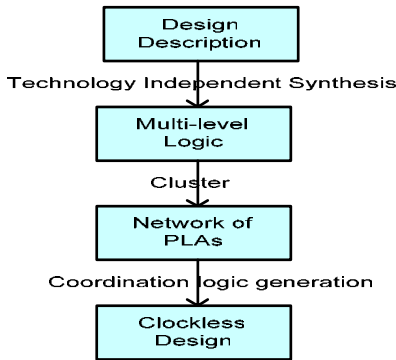 Design
Description
Technology Independent Synthesis
Multi-level
Logic
Cluster
Network of
PLAs
Coordination logic generation
Clockless
Design